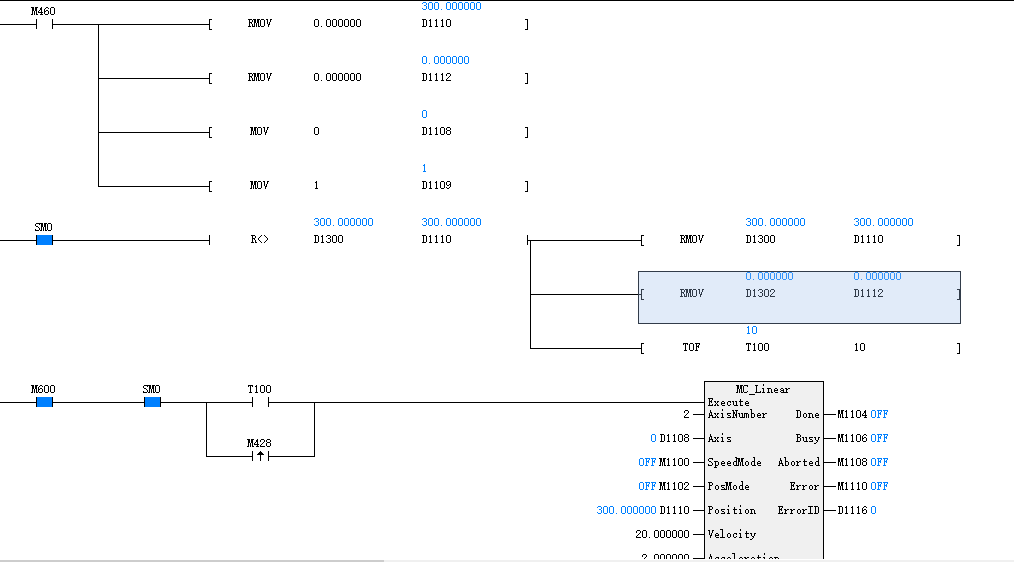 M460
300.000000
[ RMOV 0.000000 D1110 ]
0.000000
[ RMOV 0.000000 D1112 ]
0
[ MOV 0 D1108 ]
1
[ MOV 1 D1109 ]
SM0
300.000000 300.000000 300.000000 300.000000
R<> D1300 D1110 [ RMOV D1300 D1110 ]
0.000000 0.000000
[ RMOV D1302 D1112 ]
10
[ TOF T100 10 ]
M600 SM0 T100 MC_Linear
Execute
2 AxisNumber Done M1104 OFF
M428
0 D1108 Axis Busy M1106 OFF
OFF M1100 SpeedMode Aborted M1108 OFF
OFF M1102 PosMode Error M1110 OFF
300.000000 D1110 Position ErrorID D1116 0
20.000000 Velocity
2.000000 Acceleration